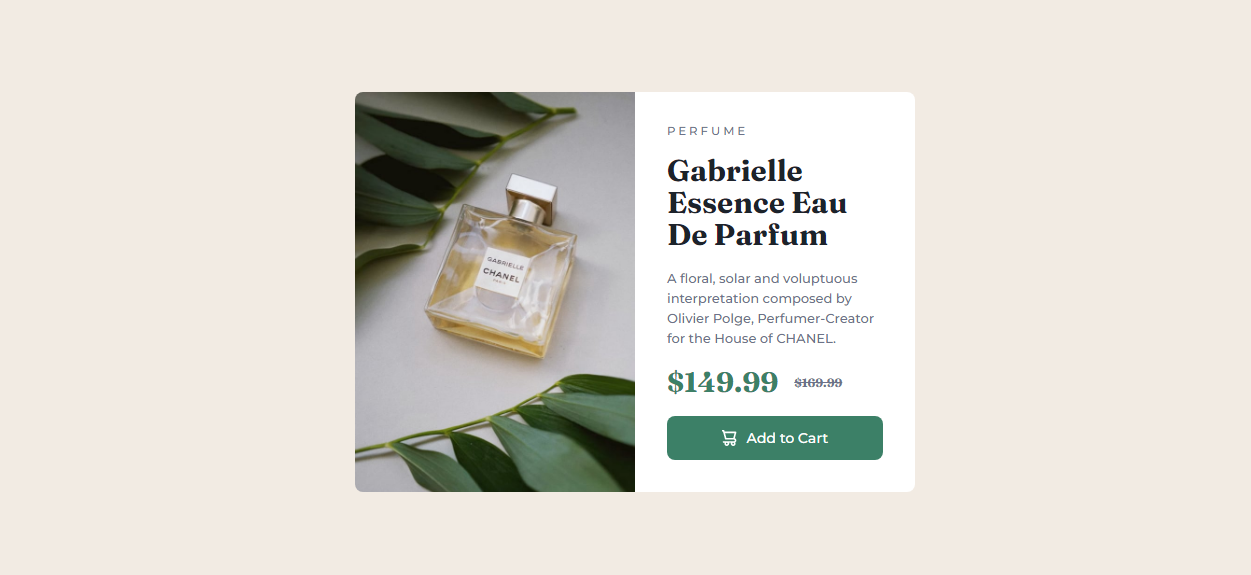 GABRIELLE
CHANEL
PARIS
PERFUME
Gabrielle
Essence Eau
De Parfum
A floral, solar and voluptuous
interpretation composed by
Olivier Polge, Perfumer-Creator
for the House of CHANEL.
$149.99 $169.99
Add to Cart